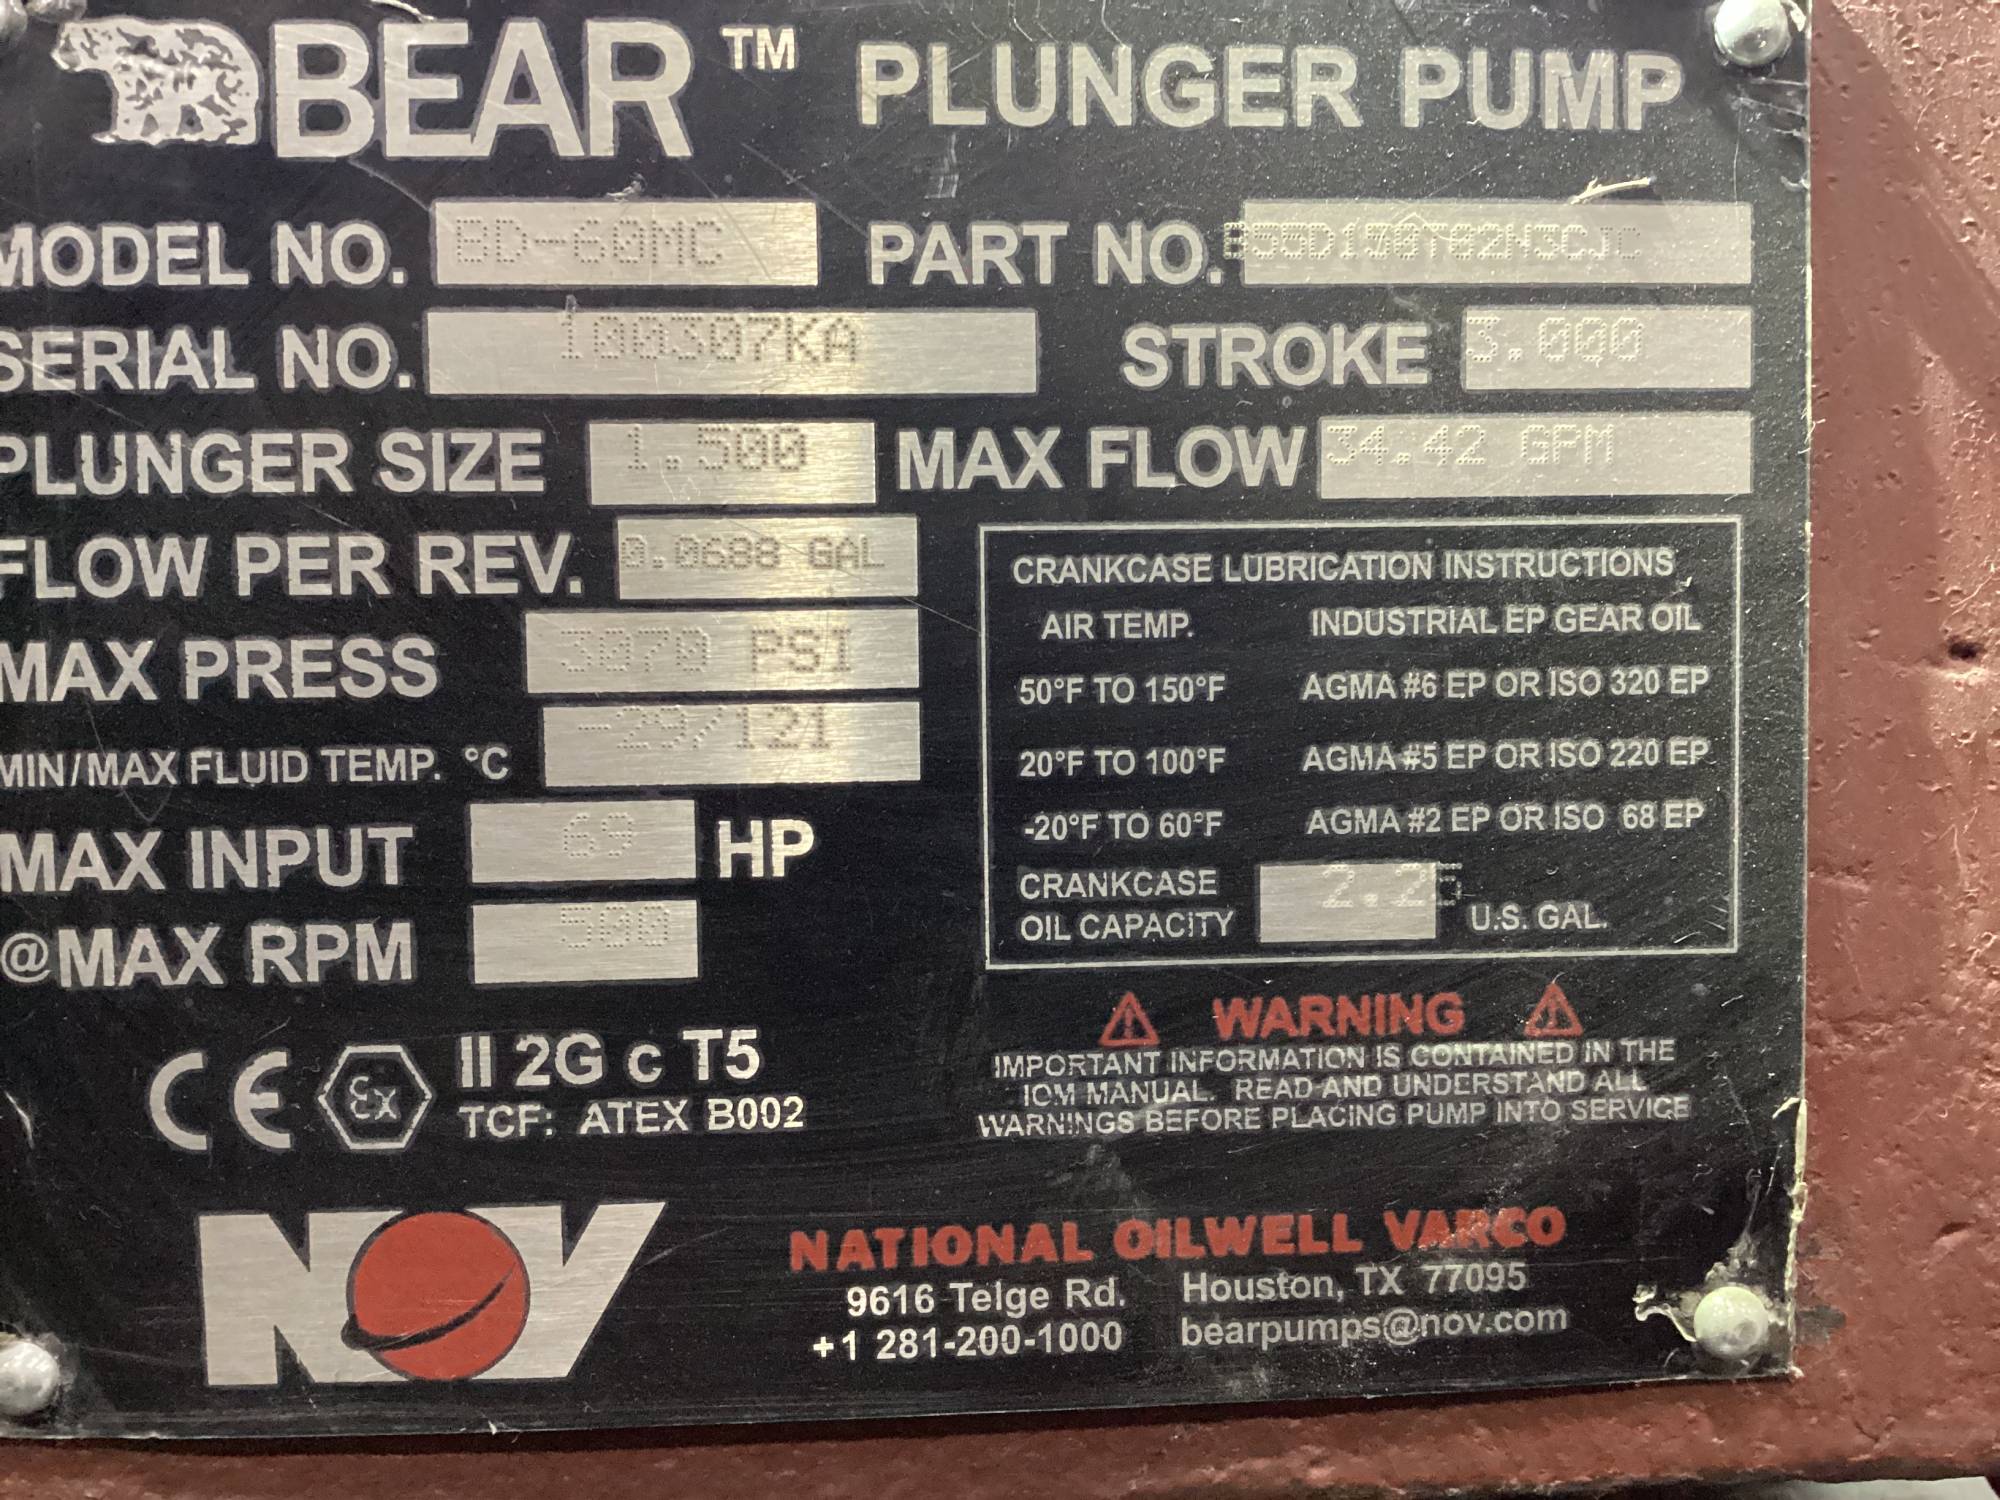 BEAR™ PLUNGER PUMP
MODEL NO. BD-60MC PART NO.
SERIAL NO. 100307KA STROKE 3.000
PLUNGER SIZE 1.500 MAX FLOW 34.42 GPM
FLOW PER REV. 0.0688 GAL
MAX PRESS 3070 PSI
MIN/MAX FLUID TEMP. °C -29/121
MAX INPUT 69 HP
@MAX RPM 500
CRANKCASE LUBRICATION INSTRUCTIONS
AIR TEMP. INDUSTRIAL EP GEAR OIL
50°F TO 150°F AGMA #6 EP OR ISO 320 EP
20°F TO 100°F AGMA #5 EP OR ISO 220 EP
-20°F TO 60°F AGMA #2 EP OR ISO 68 EP
CRANKCASE
OIL CAPACITY 2.25 U.S. GAL.
CE Ex II 2G c T5
TCF: ATEX B002
WARNING
IMPORTANT INFORMATION IS CONTAINED IN THE
IOM MANUAL. READ AND UNDERSTAND ALL
WARNINGS BEFORE PLACING PUMP INTO SERVICE
NOV
NATIONAL OILWELL VARCO
9616 Telge Rd. Houston, TX 77095
+1 281-200-1000 bearpumps@nov.com